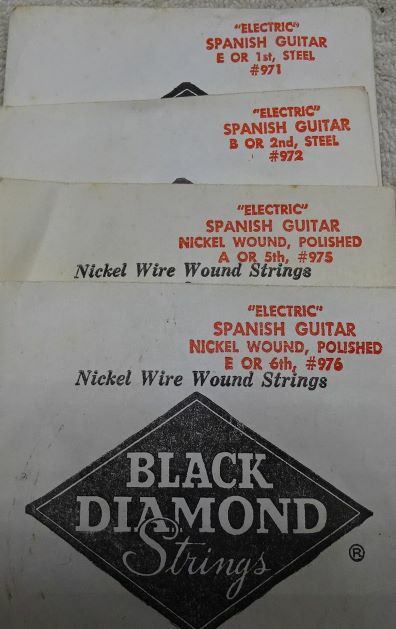 "ELECTRIC"
SPANISH GUITAR
E OR 1st, STEEL
#971
"ELECTRIC"
SPANISH GUITAR
B OR 2nd, STEEL
#972
"ELECTRIC"
SPANISH GUITAR
NICKEL WOUND, POLISHED
A OR 5th, #975
Nickel Wire Wound Strings
"ELECTRIC"
SPANISH GUITAR
NICKEL WOUND, POLISHED
E OR 6th, #976
Nickel Wire Wound Strings
BLACK
DIAMOND
Strings
®